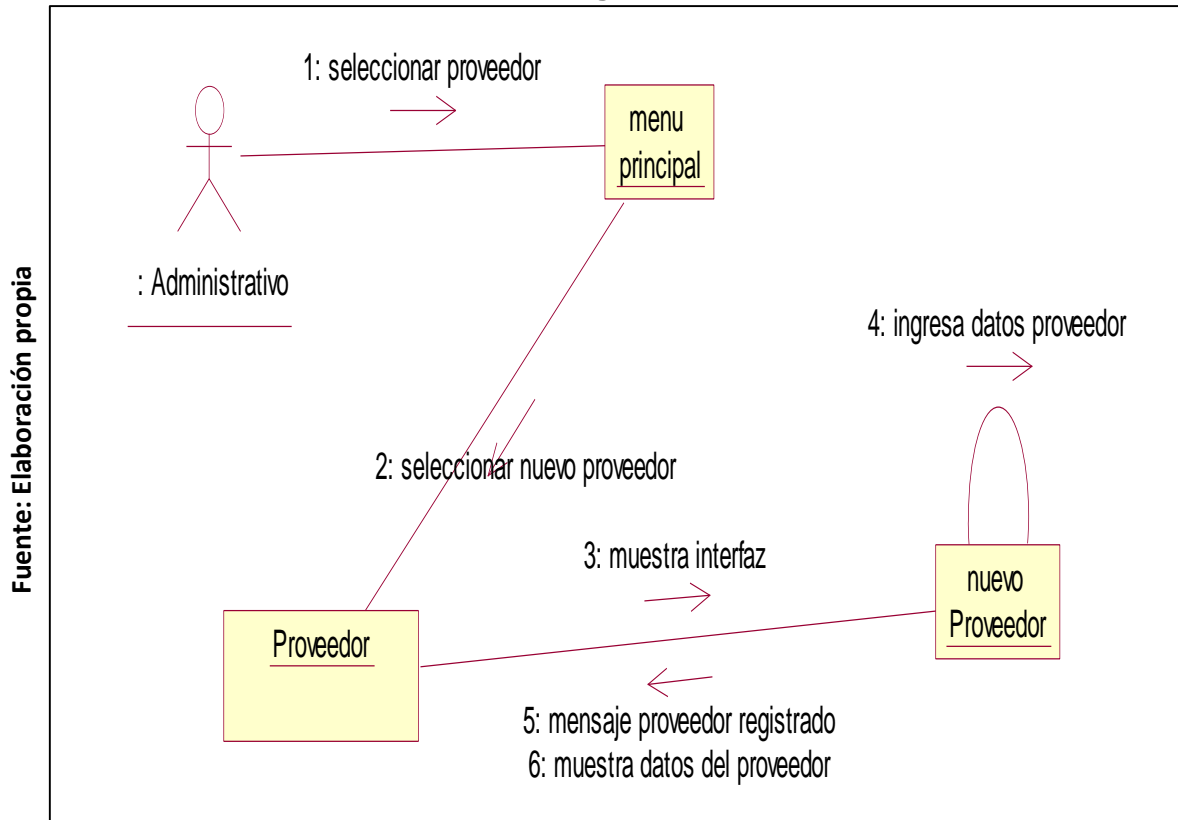 1: seleccionar proveedor
menu
principal
: Administrativo
Fuente: Elaboración propia
4: ingresa datos proveedor
2: seleccionar nuevo proveedor
3: muestra interfaz
nuevo
Proveedor
Proveedor
5: mensaje proveedor registrado
6: muestra datos del proveedor